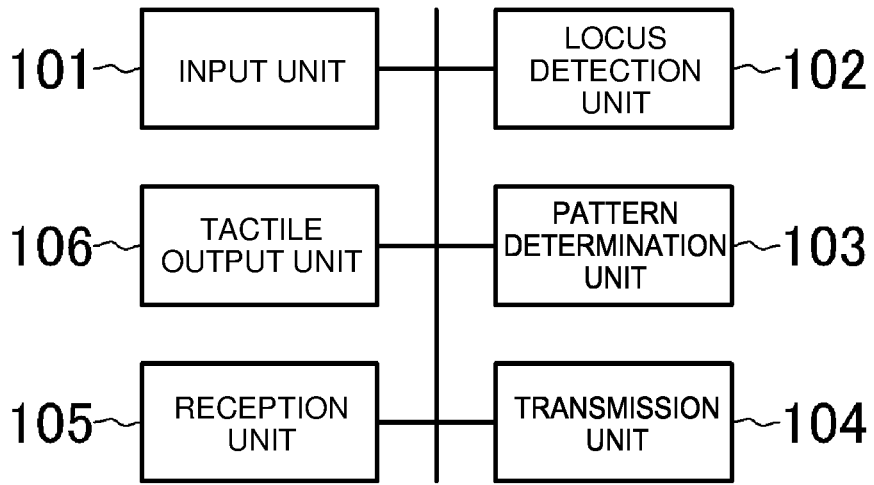 101
INPUT UNIT
LOCUS
DETECTION
UNIT
102
106
TACTILE
OUTPUT UNIT
PATTERN
DETERMINATION
UNIT
103
105
RECEPTION
UNIT
TRANSMISSION
UNIT
104